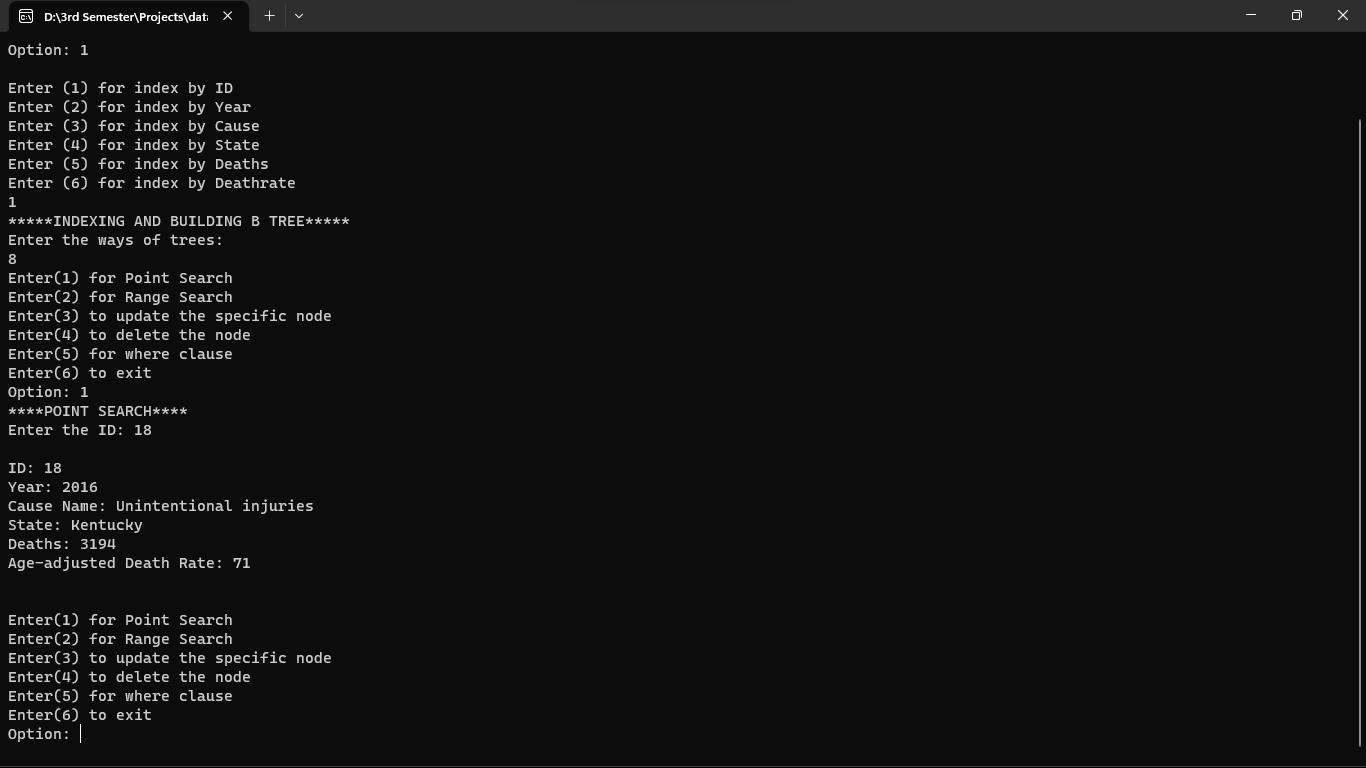 D:\3rd Semester\Projects\dat
Option: 1
Enter (1) for index by ID
Enter (2) for index by Year
Enter (3) for index by Cause
Enter (4) for index by State
Enter (5) for index by Deaths
Enter (6) for index by Deathrate
1
*****INDEXING AND BUILDING B TREE*****
Enter the ways of trees:
8
Enter(1) for Point Search
Enter(2) for Range Search
Enter(3) to update the specific node
Enter(4) to delete the node
Enter(5) for where clause
Enter(6) to exit
Option: 1
****POINT SEARCH****
Enter the ID: 18
ID: 18
Year: 2016
Cause Name: Unintentional injuries
State: Kentucky
Deaths: 3194
Age-adjusted Death Rate: 71
Enter(1) for Point Search
Enter(2) for Range Search
Enter(3) to update the specific node
Enter(4) to delete the node
Enter(5) for where clause
Enter(6) to exit
Option: